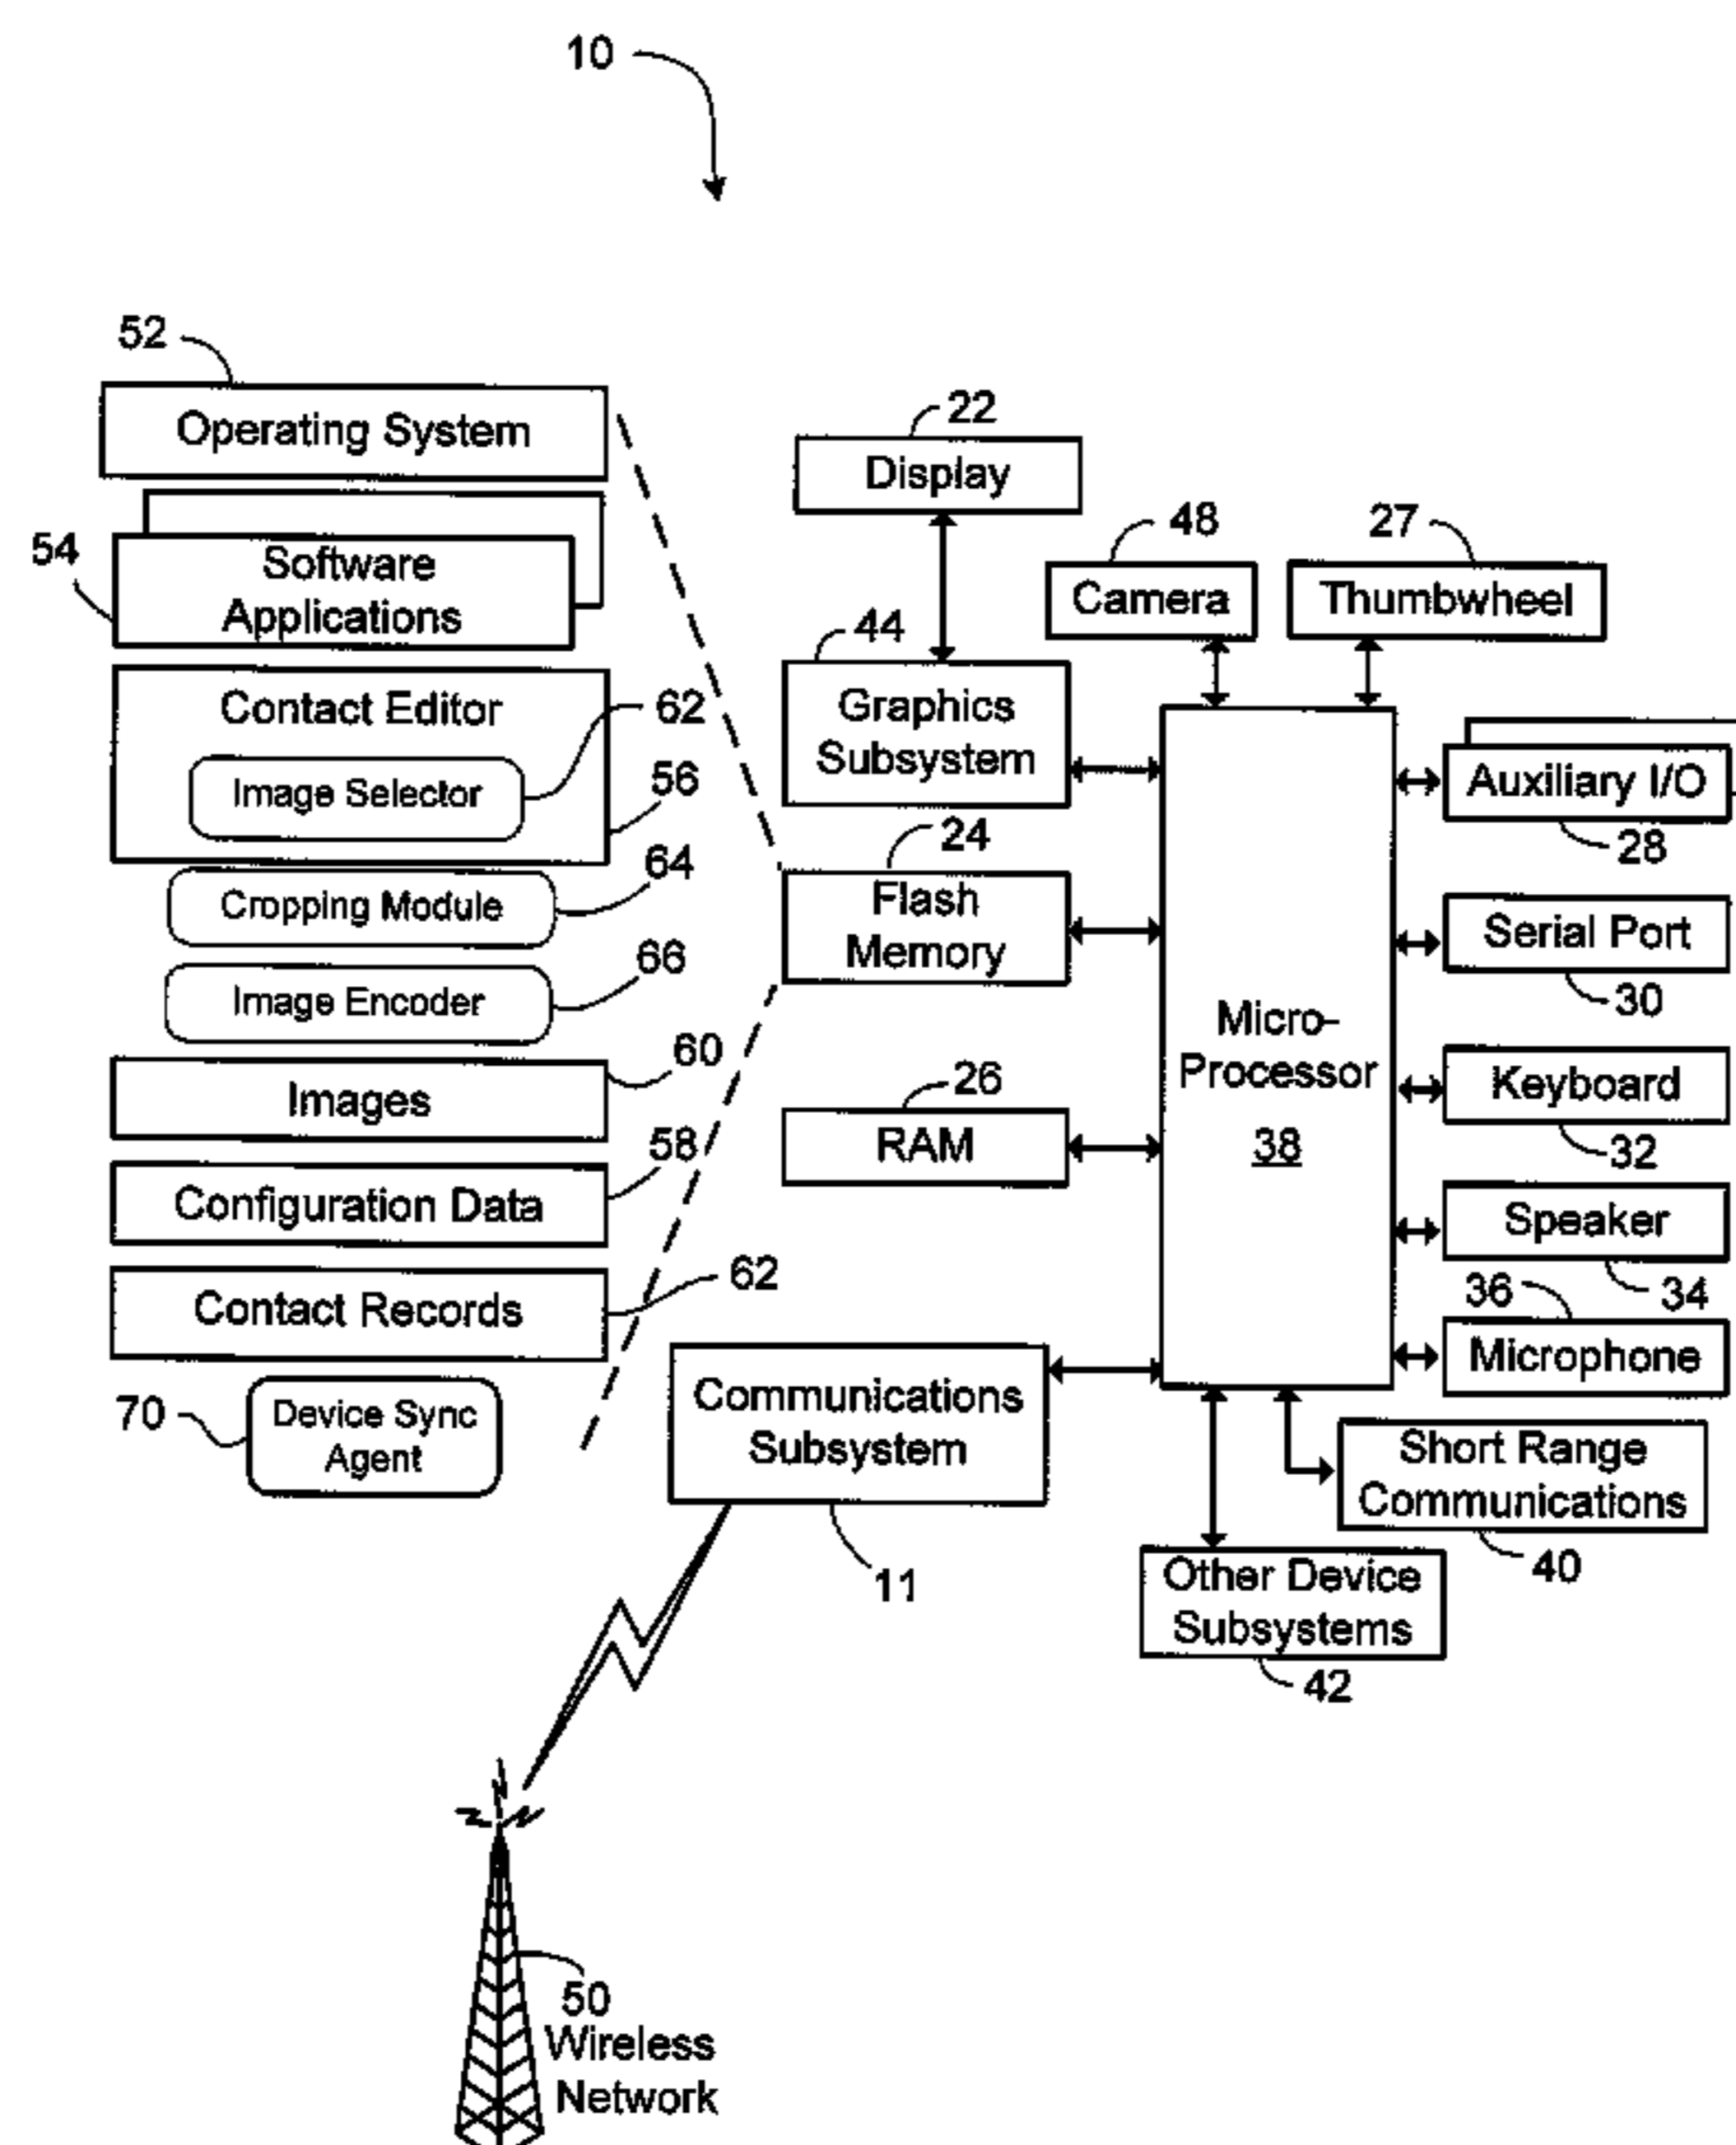 10
52
Operating System
54
Software
Applications
Contact Editor
62
Image Selector
56
64
Cropping Module
66
Image Encoder
60
Images
58
Configuration Data
62
Contact Records
70
Device Sync
Agent
22
Display
48
Camera
27
Thumbwheel
44
Graphics
Subsystem
24
Flash
Memory
26
RAM
Micro-
Processor
38
Auxiliary I/O
28
Serial Port
30
Keyboard
32
Speaker
34
36
Microphone
Communications
Subsystem
11
Short Range
Communications
40
Other Device
Subsystems
42
50
Wireless
Network